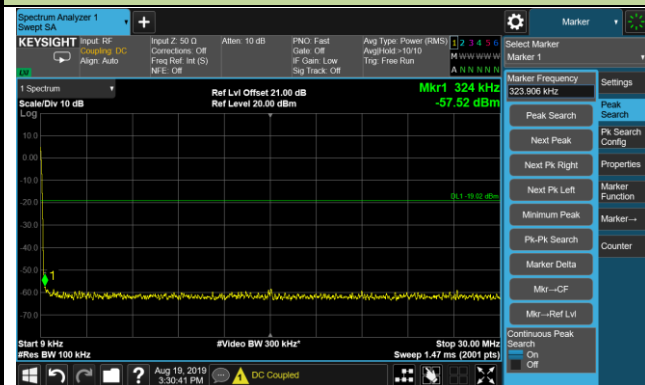 Spectrum Analyzer 1
Swept SA
Marker
KEYSIGHT
Input: RF
Coupling: DC
Align: Auto
Input Z: 50 Ω
Corrections: Off
Freq Ref: Int (S)
NFE: Off
Atten: 10 dB
PNO: Fast
Gate: Off
IF Gain: Low
Sig Track: Off
Avg Type: Power (RMS)
Avg|Hold:>10/10
Trig: Free Run
1 2 3 4 5 6
M W W W W W
A N N N N N
LXI
Select Marker
Marker 1
1 Spectrum
Scale/Div 10 dB
Log
Ref Lvl Offset 21.00 dB
Ref Level 20.00 dBm
Mkr1 324 kHz
-57.52 dBm
10.0
0.00
-10.0
-20.0
-30.0
-40.0
-50.0
-60.0
-70.0
DL1 -19.02 dBm
1
Start 9 kHz
#Res BW 100 kHz
#Video BW 300 kHz*
Stop 30.00 MHz
Sweep 1.47 ms (2001 pts)
Marker Frequency
323.906 kHz
Peak Search
Next Peak
Next Pk Right
Next Pk Left
Minimum Peak
Pk-Pk Search
Marker Delta
Mkr→CF
Mkr→Ref Lvl
Continuous Peak
Search
On
Off
Settings
Peak
Search
Pk Search
Config
Properties
Marker
Function
Marker→
Counter
Aug 19, 2019
3:30:41 PM
DC Coupled